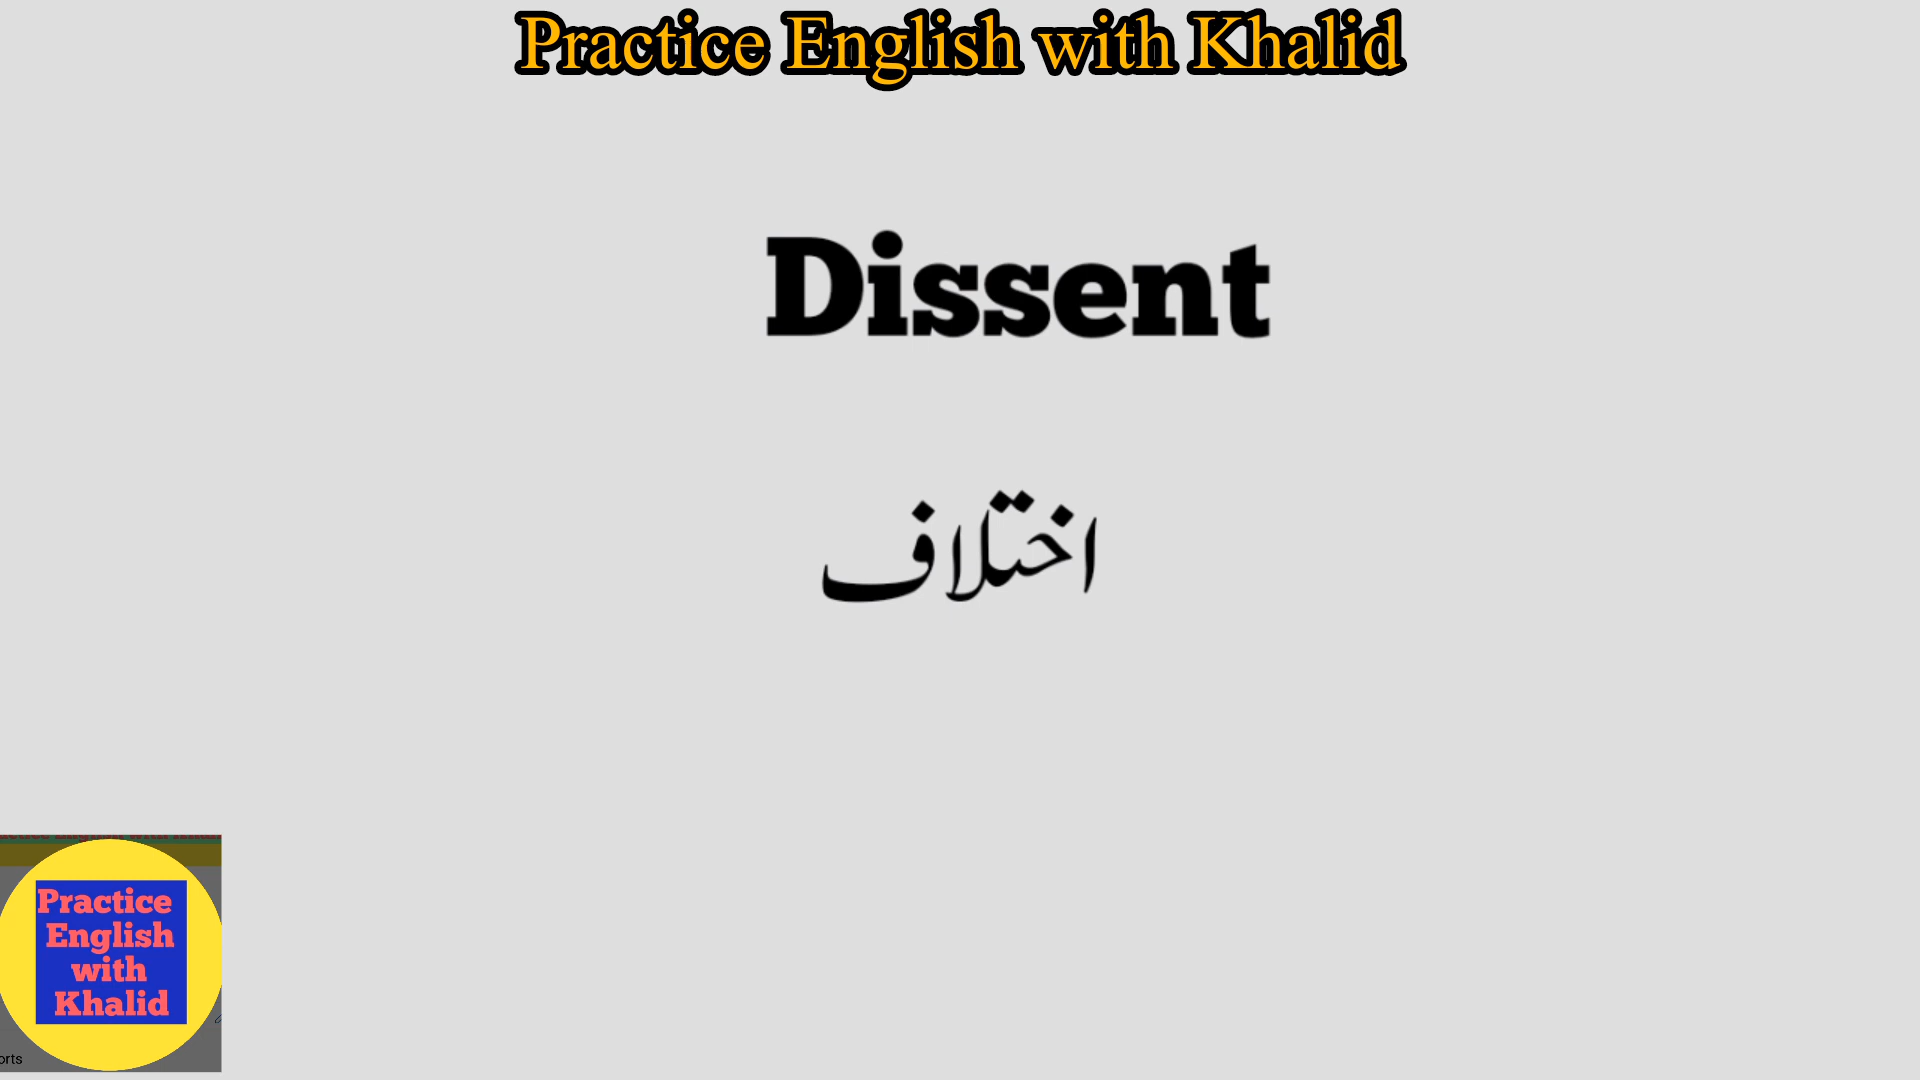 Practice English with Khalid
Dissent
اختلاف
Practice
English
with
Khalid
orts